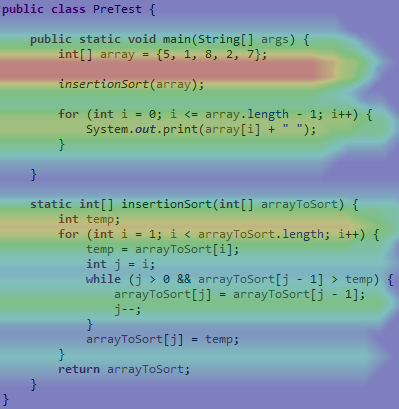 public class PreTest {
public static void main(String[] args) {
int[] array = {5, 1, 8, 2, 7};
insertionSort(array);
for (int i = 0; i <= array.length - 1; i++) {
System.out.print(array[i] + " ");
}
}
static int[] insertionSort(int[] arrayToSort) {
int temp;
for (int i = 1; i < arrayToSort.length; i++) {
temp = arrayToSort[i];
int j = i;
while (j > 0 && arrayToSort[j - 1] > temp) {
arrayToSort[j] = arrayToSort[j - 1];
j--;
}
arrayToSort[j] = temp;
}
return arrayToSort;
}
}